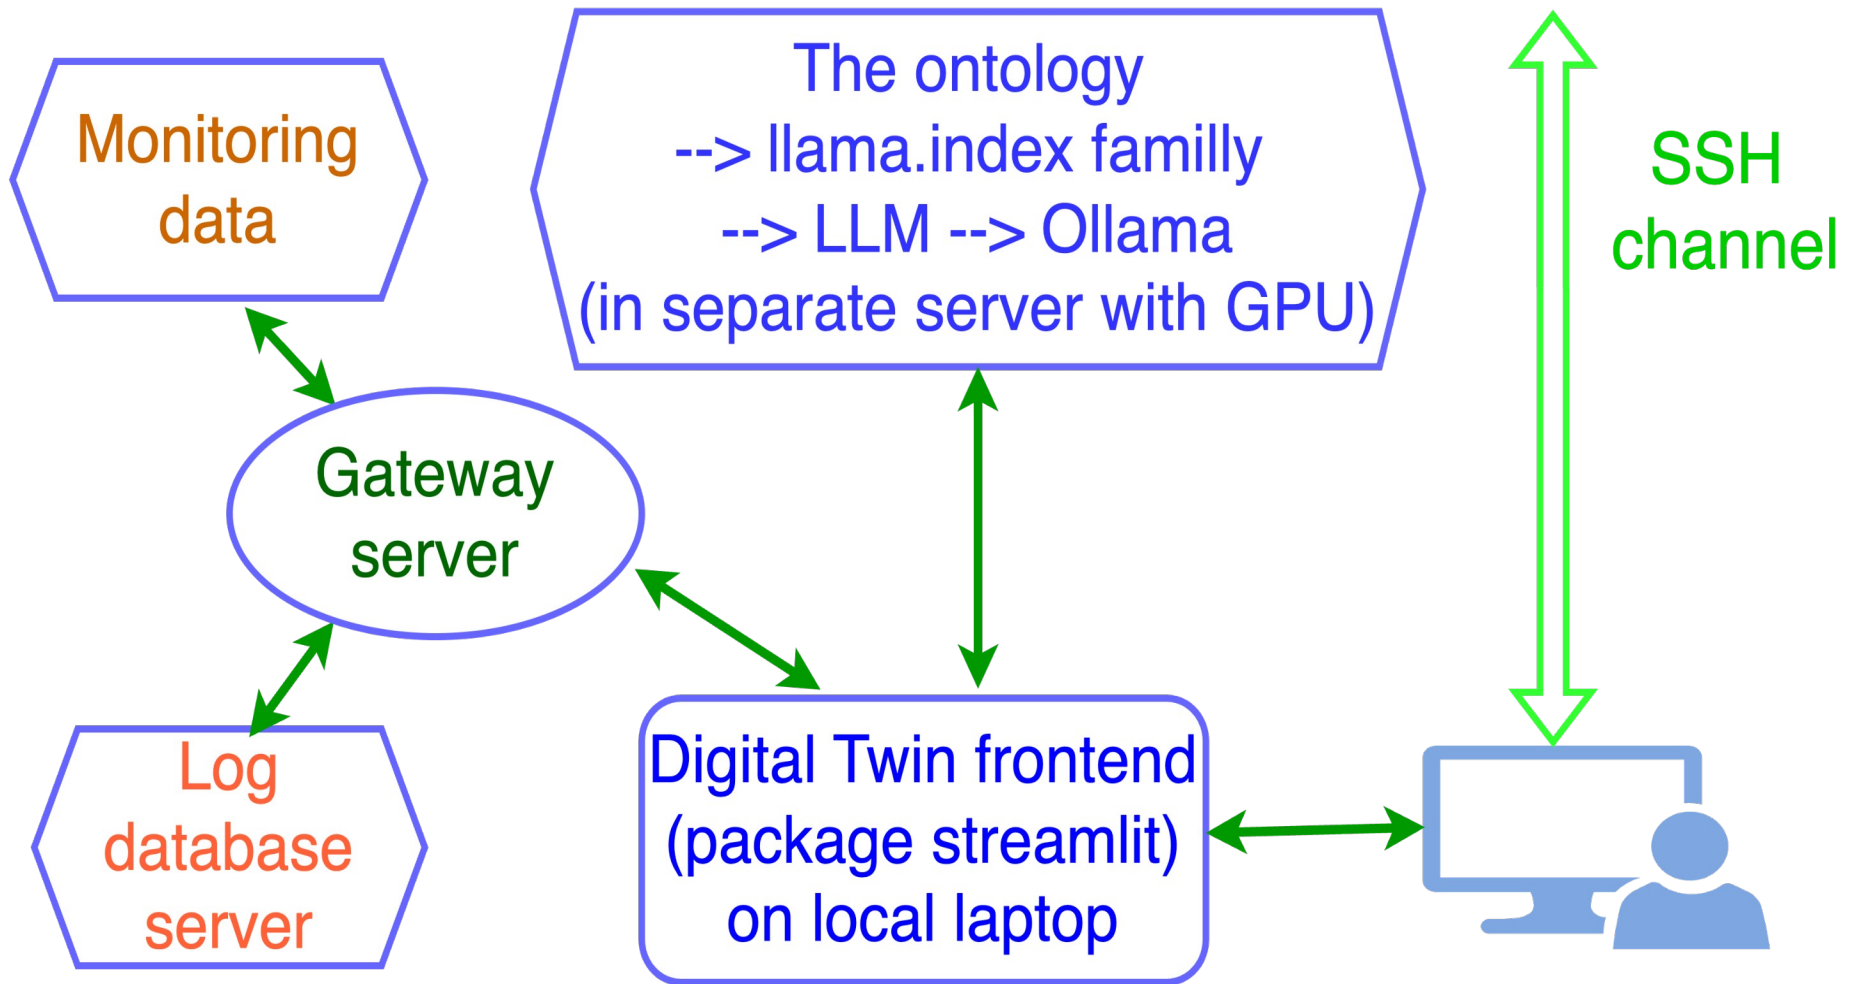 Monitoring
data
The ontology
--> llama.index familly
--> LLM --> Ollama
(in separate server with GPU)
SSH
channel
Gateway
server
Log
database
server
Digital Twin frontend
(package streamlit)
on local laptop